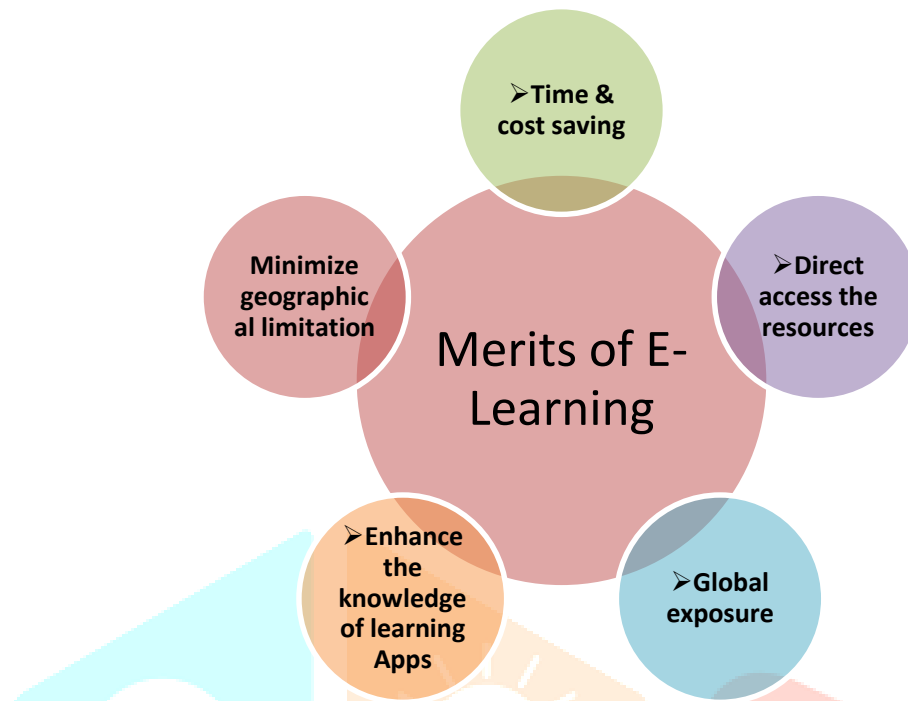 ➢Time &
cost saving
Minimize
geographic
al limitation
➢Direct
access the
resources
Merits of E-
Learning
➢Enhance
the
knowledge
of learning
Apps
➢Global
exposure